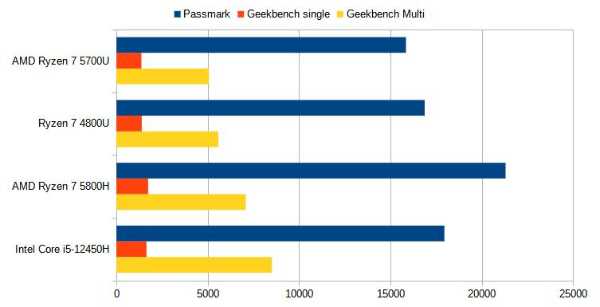 Passmark Geekbench single Geekbench Multi
AMD Ryzen 7 5700U
Ryzen 7 4800U
AMD Ryzen 7 5800H
Intel Core i5-12450H
0 5000 10000 15000 20000 25000